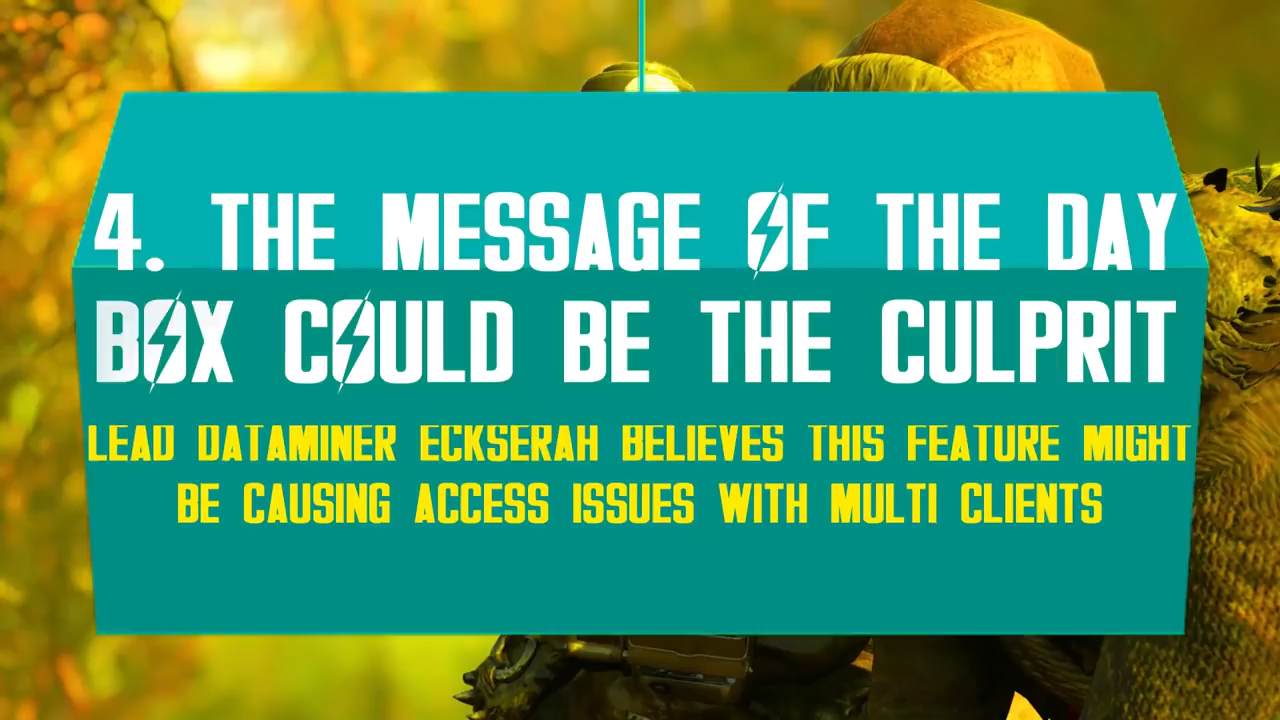 4. THE MESSAGE OF THE DAY
BOX COULD BE THE CULPRIT
LEAD DATAMINER ECKSERAH BELIEVES THIS FEATURE MIGHT
BE CAUSING ACCESS ISSUES WITH MULTI CLIENTS